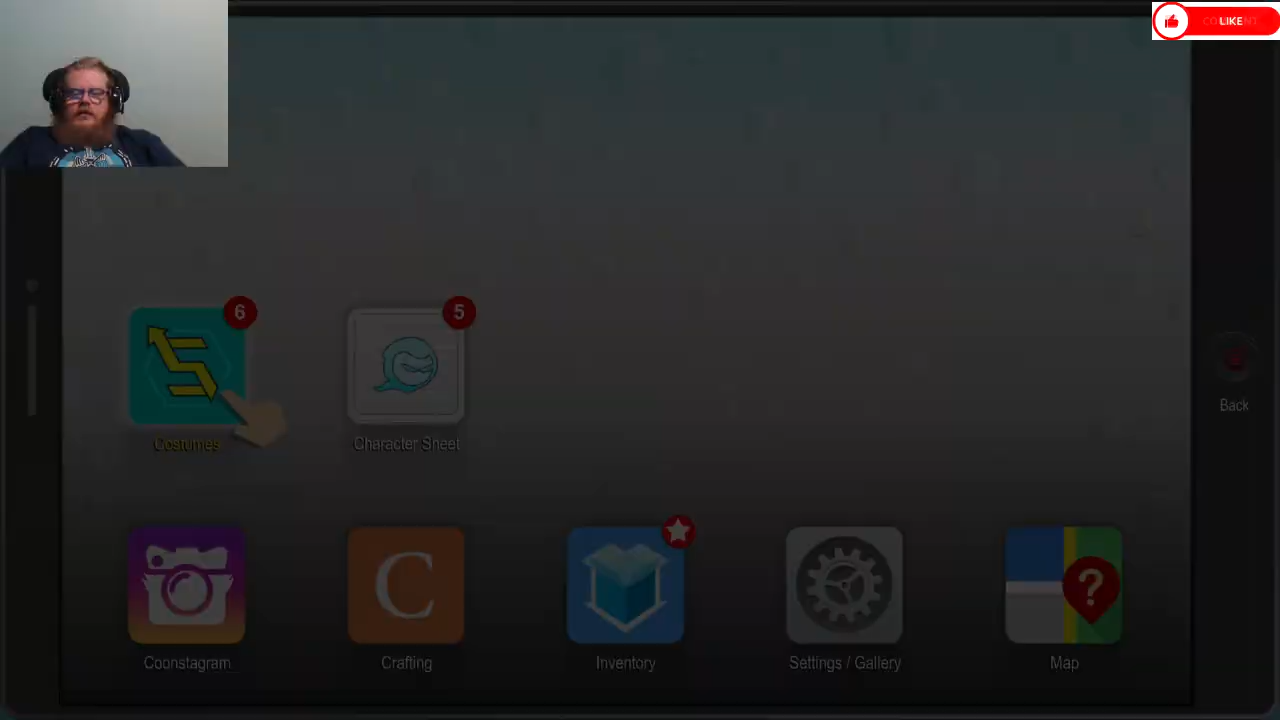 LIKE
6
5
Costumes
Character Sheet
Back
C
?
Coonstagram
Crafting
Inventory
Settings / Gallery
Map